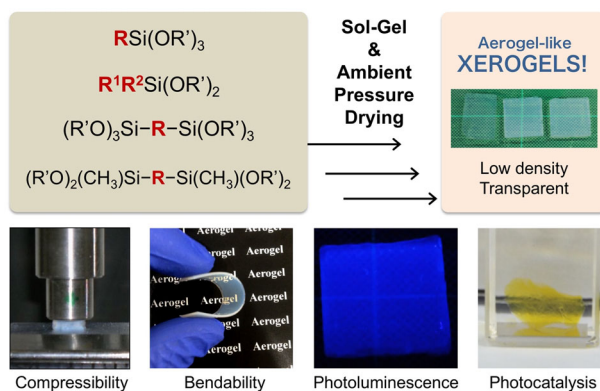 RSi(OR’)₃
R¹R²Si(OR’)₂
(R’O)₃Si–R–Si(OR’)₃
(R’O)₂(CH₃)Si–R–Si(CH₃)(OR’)₂
Sol-Gel
&
Ambient
Pressure
Drying
Aerogel-like
XEROGELS!
Low density
Transparent
Aerogel Aerogel
Aerogel Aerogel Aerogel
Aerogel
Aerogel
Compressibility
Bendability
Photoluminescence
Photocatalysis